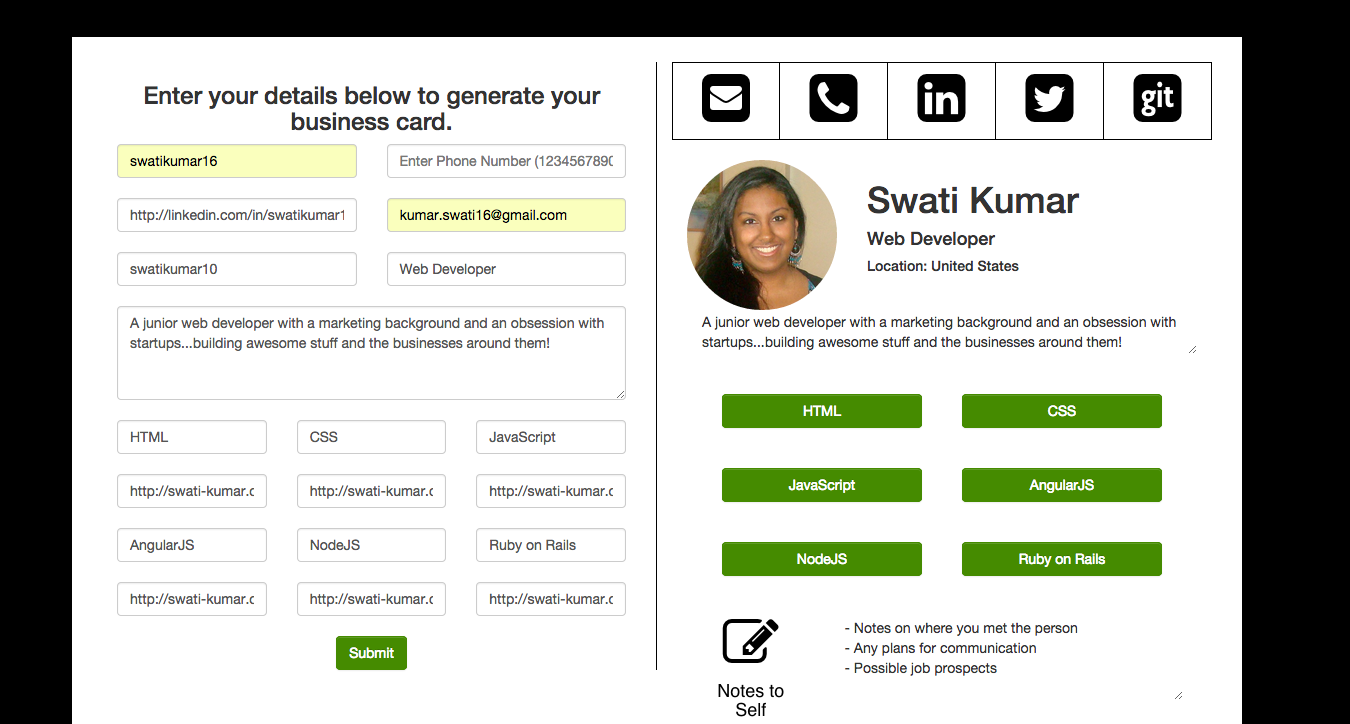 Enter your details below to generate your
business card.
swatikumar16
Enter Phone Number (1234567890
http://linkedin.com/in/swatikumar1
kumar.swati16@gmail.com
swatikumar10
Web Developer
A junior web developer with a marketing background and an obsession with
startups...building awesome stuff and the businesses around them!
HTML
CSS
JavaScript
http://swati-kumar.c
http://swati-kumar.c
http://swati-kumar.c
AngularJS
NodeJS
Ruby on Rails
http://swati-kumar.c
http://swati-kumar.c
http://swati-kumar.c
Submit
in
git
Swati Kumar
Web Developer
Location: United States
A junior web developer with a marketing background and an obsession with
startups...building awesome stuff and the businesses around them!
HTML
CSS
JavaScript
AngularJS
NodeJS
Ruby on Rails
Notes to
Self
- Notes on where you met the person
- Any plans for communication
- Possible job prospects